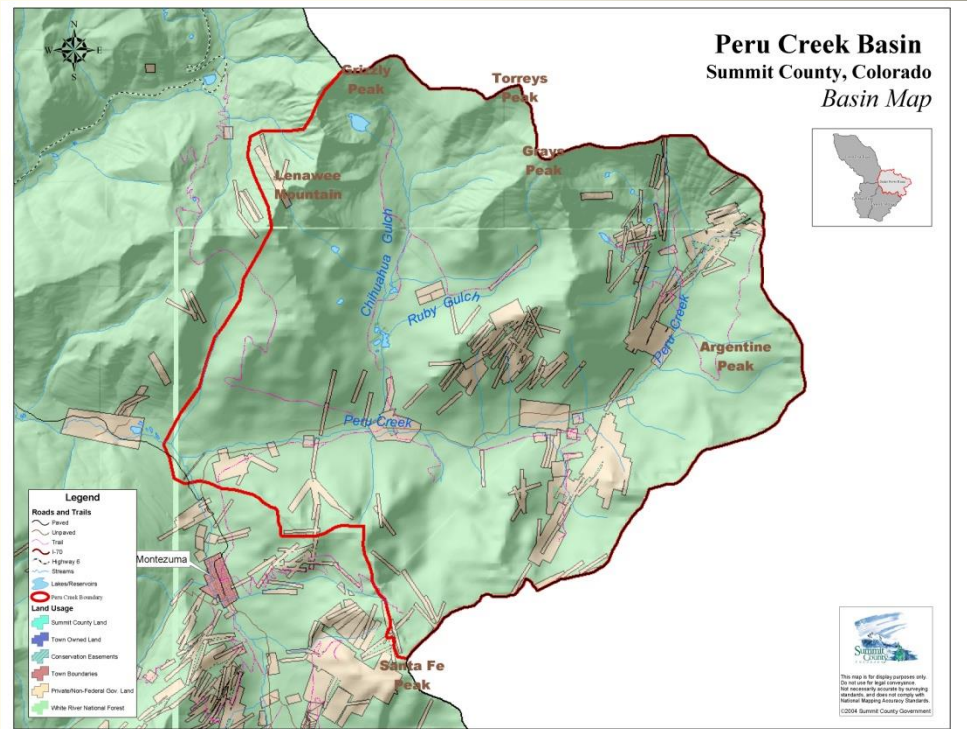 Peru Creek Basin
Summit County, Colorado
Basin Map
N
W
E
S
Grizzly
Peak
Torreys
Peak
Grays
Peak
Lenawee
Mountain
Chihuahua Gulch
Ruby Gulch
Peru Creek
Argentine
Peak
Peru Creek
Montezuma
Santa Fe
Peak
Legend
Roads and Trails
Paved
Unpaved
Trail
I-70
Highway 6
Streams
Lakes/Reservoirs
Peru Creek Boundary
Land Usage
Summit County Land
Town Owned Land
Conservation Easements
Town Boundaries
Private/Non-Federal Gov. Land
White River National Forest
Summit
County
This map is for display purposes only.
Do not use for legal conveyance.
Not necessarily accurate by surveying
standards, and does not comply with
National Mapping Accuracy Standards.
©2004 Summit County Government